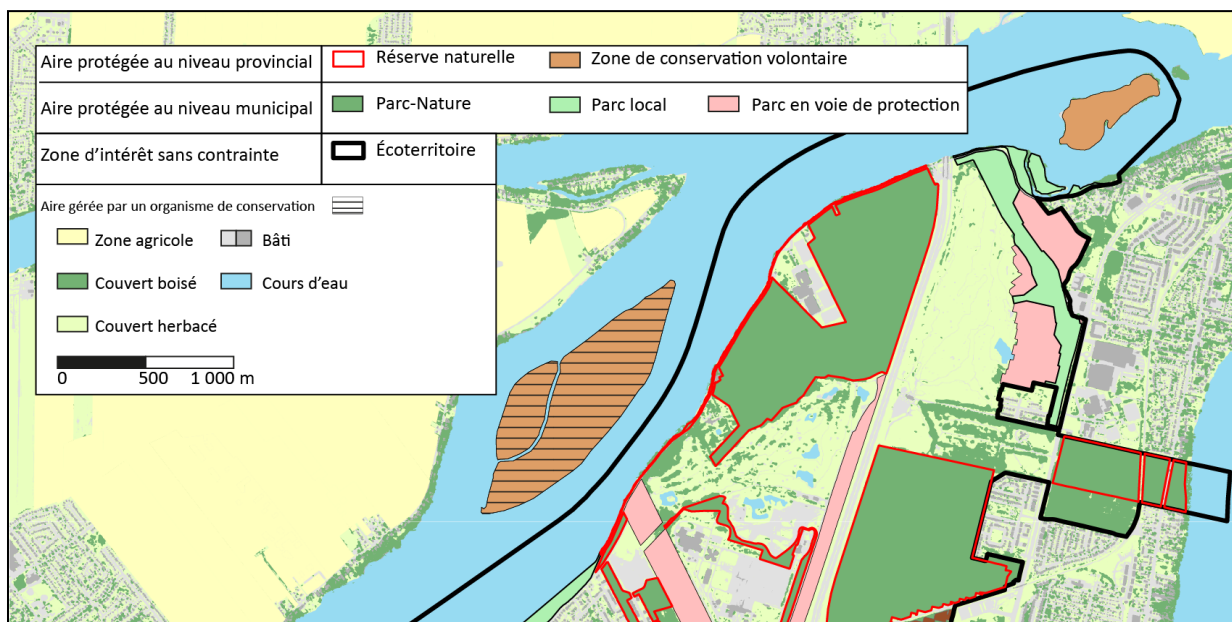 Aire protégée au niveau provincial Réserve naturelle Zone de conservation volontaire
Aire protégée au niveau municipal Parc-Nature Parc local Parc en voie de protection
Zone d'intérêt sans contrainte Écoterritoire
Aire gérée par un organisme de conservation
Zone agricole Bâti
Couvert boisé Cours d'eau
Couvert herbacé
0 500 1 000 m